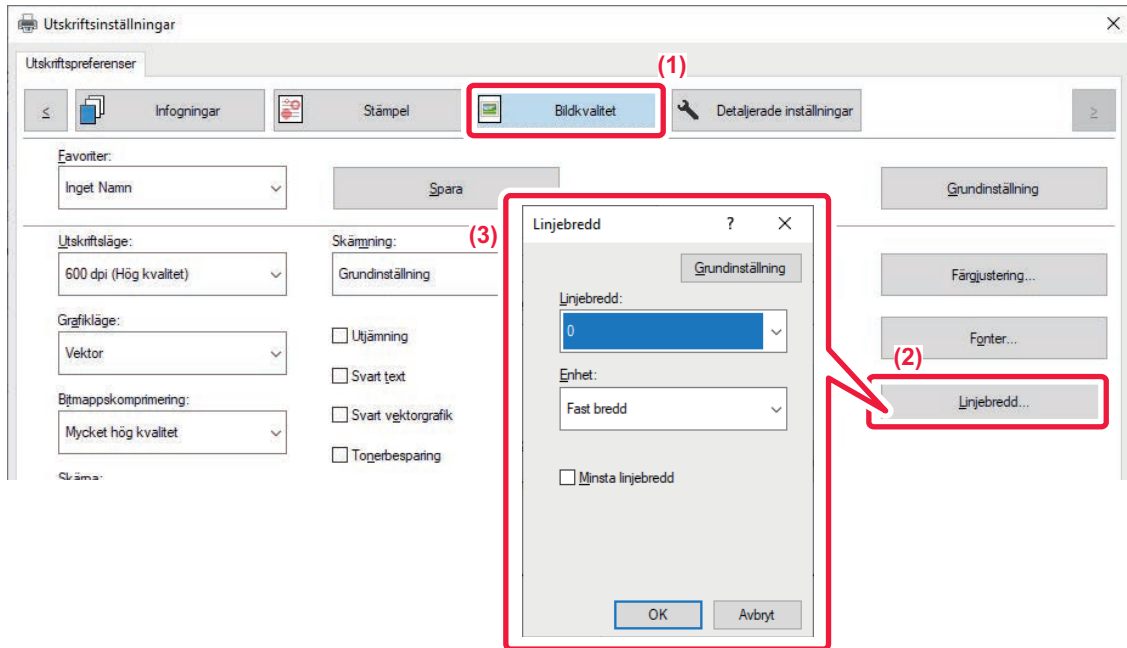 Utskriftsinställningar
Utskriftspreferenser
(1)
≤ Infogningar Stämpel Bildkvalitet Detaljerade inställningar ≥
Favoriter:
Inget Namn
Spara
Grundinställning
Utskriftsläge:
600 dpi (Hög kvalitet)
Grafikläge:
Vektor
Bitmappskomprimering:
Mycket hög kvalitet
Skärpa:
Skärmning:
Grundinställning
Utjämning
Svart text
Svart vektorgrafik
Tonerbesparing
(3)
Linjebredd ?
Grundinställning
Linjebredd:
0
Enhet:
Fast bredd
Minsta linjebredd
OK Avbryt
Färgjustering...
Fonter...
(2)
Linjebredd...